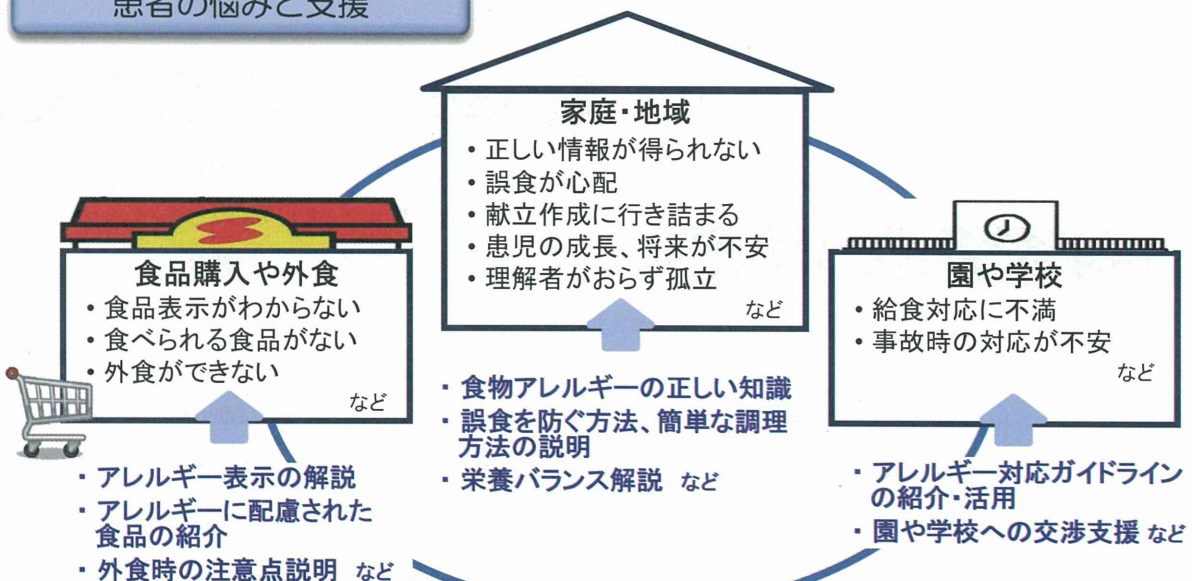 患者の悩みと支援
家庭・地域
・正しい情報が得られない
・誤食が心配
・献立作成に行き詰まる
・患児の成長、将来が不安
・理解者がおらず孤立
など
食品購入や外食
・食品表示がわからない
・食べられる食品がない
・外食ができない
など
園や学校
・給食対応に不満
・事故時の対応が不安
など
・食物アレルギーの正しい知識
・誤食を防ぐ方法、簡単な調理
方法の説明
・栄養バランス解説 など
・アレルギー表示の解説
・アレルギーに配慮された
食品の紹介
・外食時の注意点説明 など
・アレルギー対応ガイドライン
の紹介・活用
・園や学校への交渉支援 など